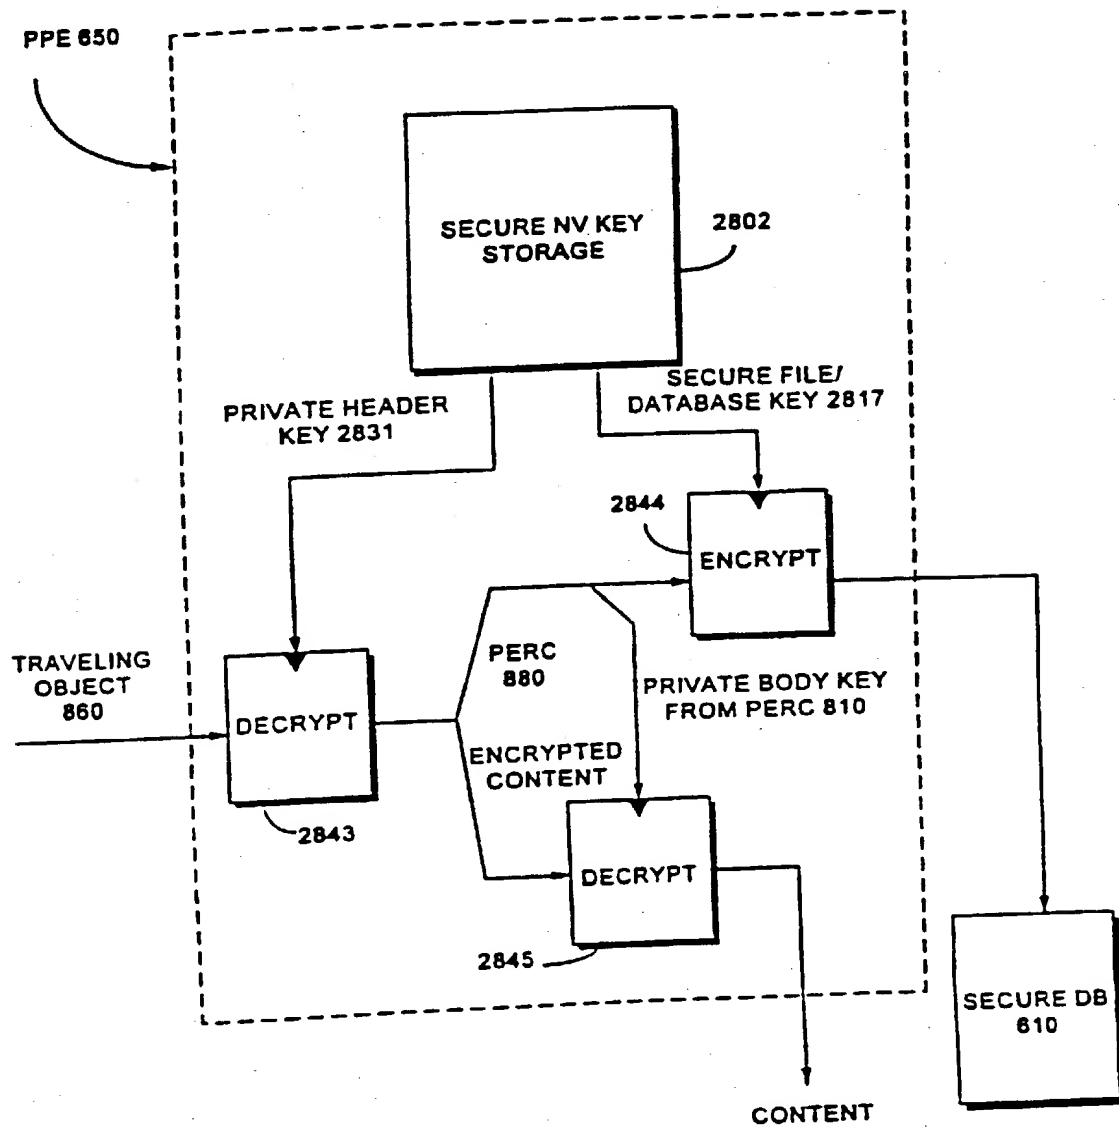 PPE 650
SECURE NV KEY
STORAGE
2802
PRIVATE HEADER
KEY 2831
SECURE FILE/
DATABASE KEY 2817
2844
ENCRYPT
TRAVELING
OBJECT
860
DECRYPT
2843
PERC
880
PRIVATE BODY KEY
FROM PERC 810
ENCRYPTED
CONTENT
DECRYPT
2845
SECURE DB
610
CONTENT